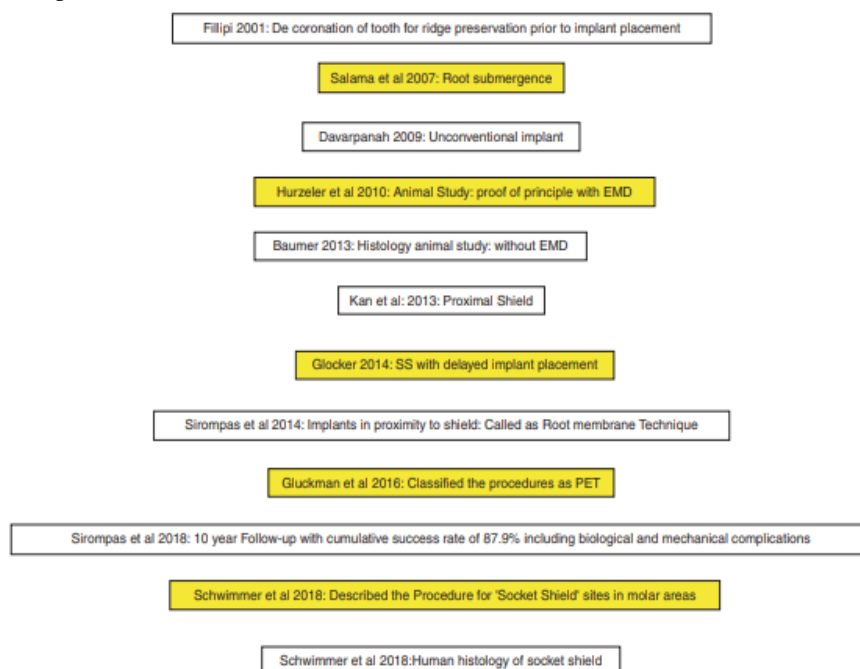 Fillipi 2001: De coronation of tooth for ridge preservation prior to implant placement
Salama et al 2007: Root submergence
Davarpanah 2009: Unconventional implant
Hurzeler et al 2010: Animal Study: proof of principle with EMD
Baumer 2013: Histology animal study: without EMD
Kan et al: 2013: Proximal Shield
Glocker 2014: SS with delayed implant placement
Sirompas et al 2014: Implants in proximity to shield: Called as Root membrane Technique
Gluckman et al 2016: Classified the procedures as PET
Sirompas et al 2018: 10 year Follow-up with cumulative success rate of 87.9% including biological and mechanical complications
Schwimmer et al 2018: Described the Procedure for 'Socket Shield' sites in molar areas
Schwimmer et al 2018:Human histology of socket shield